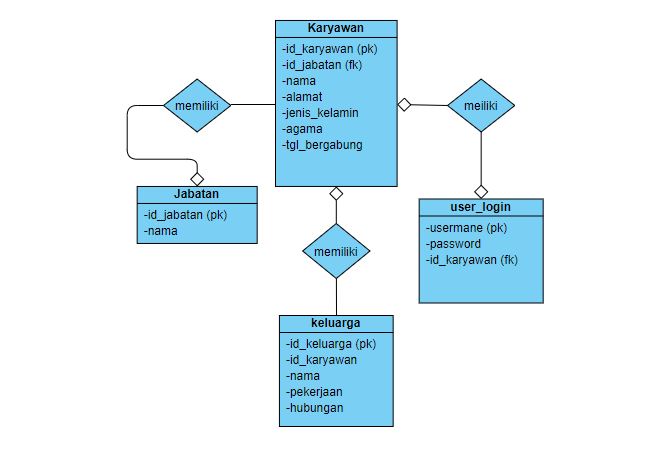 Karyawan
-id_karyawan (pk)
-id_jabatan (fk)
-nama
-alamat
-jenis_kelamin
-agama
-tgl_bergabung
memiliki
meiliki
Jabatan
-id_jabatan (pk)
-nama
user_login
-usermane (pk)
-password
-id_karyawan (fk)
memiliki
keluarga
-id_keluarga (pk)
-id_karyawan
-nama
-pekerjaan
-hubungan